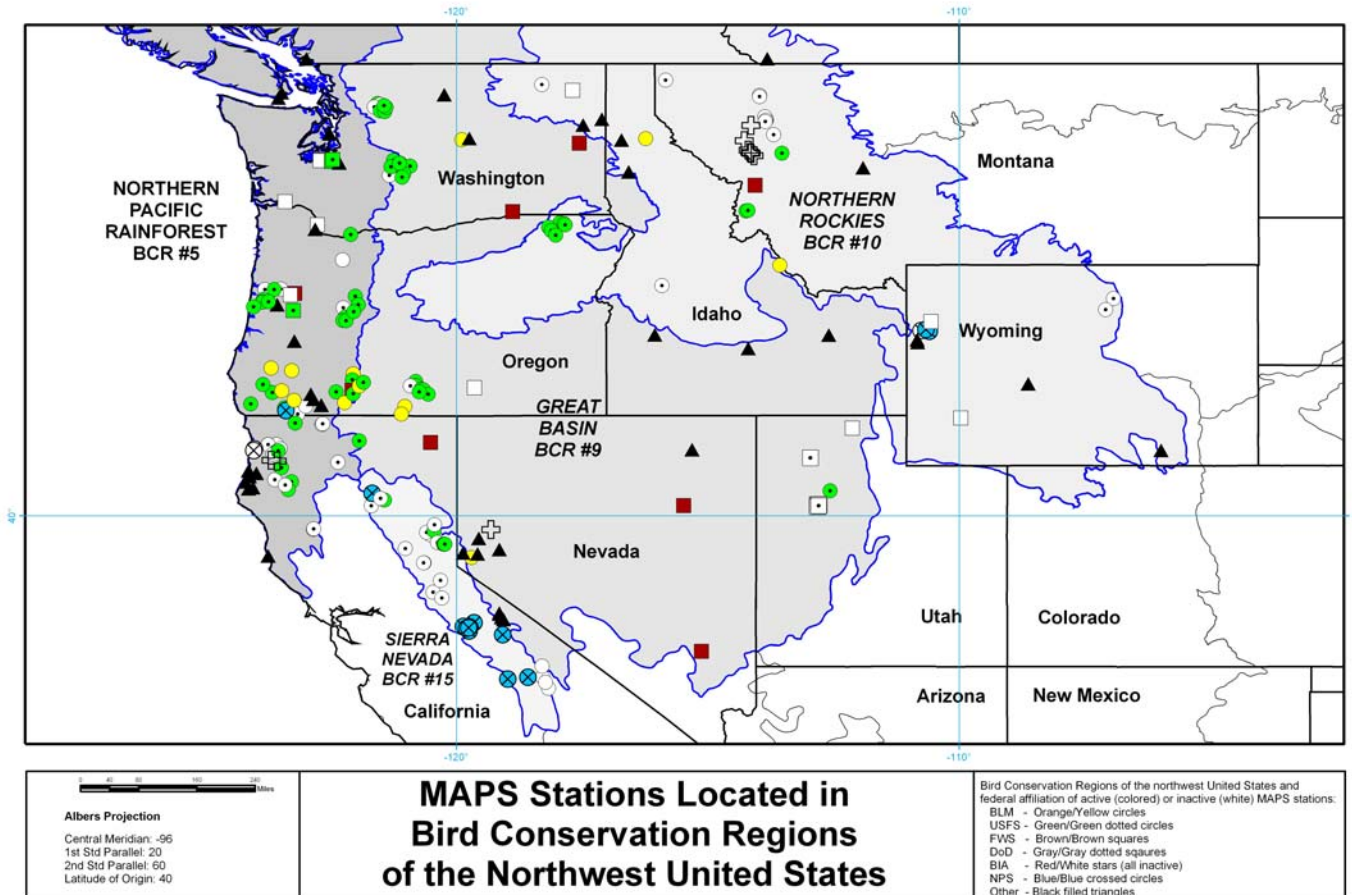 -120°
-110°
Montana
NORTHERN
PACIFIC
RAINFOREST
BCR #5
Washington
NORTHERN
ROCKIES
BCR #10
Idaho
Wyoming
Oregon
GREAT
BASIN
BCR #9
40°
40°
Nevada
Utah
Colorado
SIERRA
NEVADA
BCR #15
California
Arizona
New Mexico
-120°
-110°
0 40 80 160 240
Miles
Albers Projection
Central Meridian: -96
1st Std Parallel: 20
2nd Std Parallel: 60
Latitude of Origin: 40
MAPS Stations Located in
Bird Conservation Regions
of the Northwest United States
Bird Conservation Regions of the northwest United States and
federal affiliation of active (colored) or inactive (white) MAPS stations:
BLM - Orange/Yellow circles
USFS - Green/Green dotted circles
FWS - Brown/Brown squares
DoD - Gray/Gray dotted sqaures
BIA - Red/White stars (all inactive)
NPS - Blue/Blue crossed circles
Other - Black filled triangles